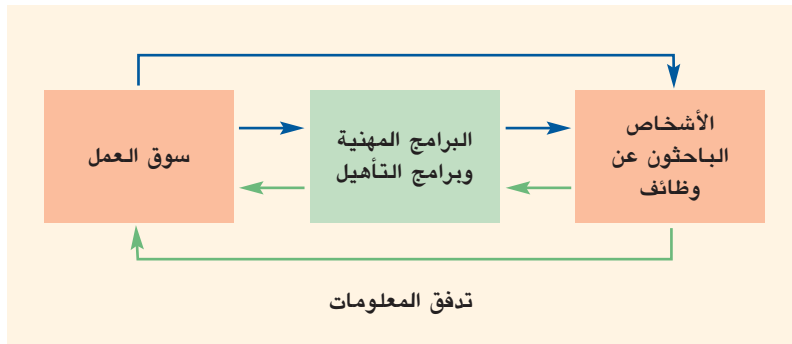 الأشخاص
الباحثون عن
وظائف
البرامج المهنية
وبرامج التأهيل
سوق العمل
تدفق المعلومات